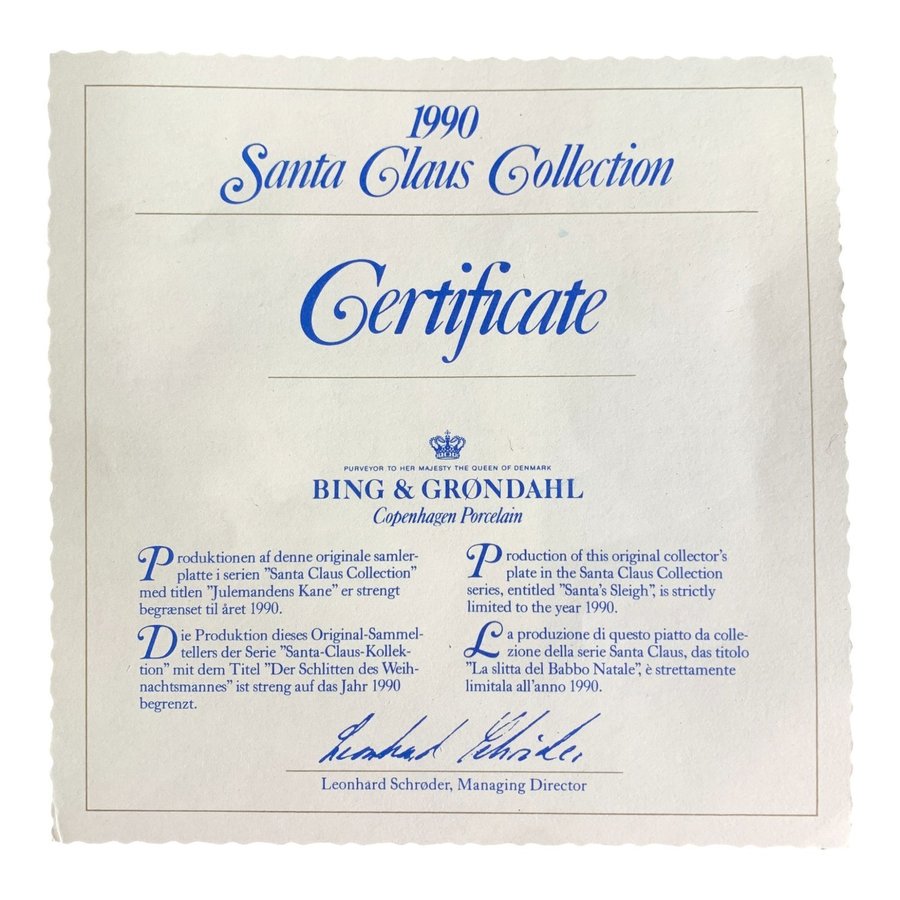 1990
Santa Claus Collection
Certificate
PURVEYOR TO HER MAJESTY THE QUEEN OF DENMARK
BING & GRØNDAHL
Copenhagen Porcelain
Produktionen af denne originale samler-
platte i serien "Santa Claus Collection"
med titlen "Julemandens Kane" er strengt
begrænset til året 1990.
Die Produktion dieses Original-Sammel-
tellers der Serie "Santa-Claus-Kollek-
tion" mit dem Titel "Der Schlitten des Weih-
nachtsmannes" ist streng auf das Jahr 1990
begrenzt.
Production of this original collector's
plate in the Santa Claus Collection
series, entitled "Santa's Sleigh", is strictly
limited to the year 1990.
La produzione di questo piatto da colle-
zione della serie Santa Claus, das titolo
"La slitta del Babbo Natale", è strettamente
limitala all'anno 1990.
Leonhard Schrøder
Leonhard Schrøder, Managing Director